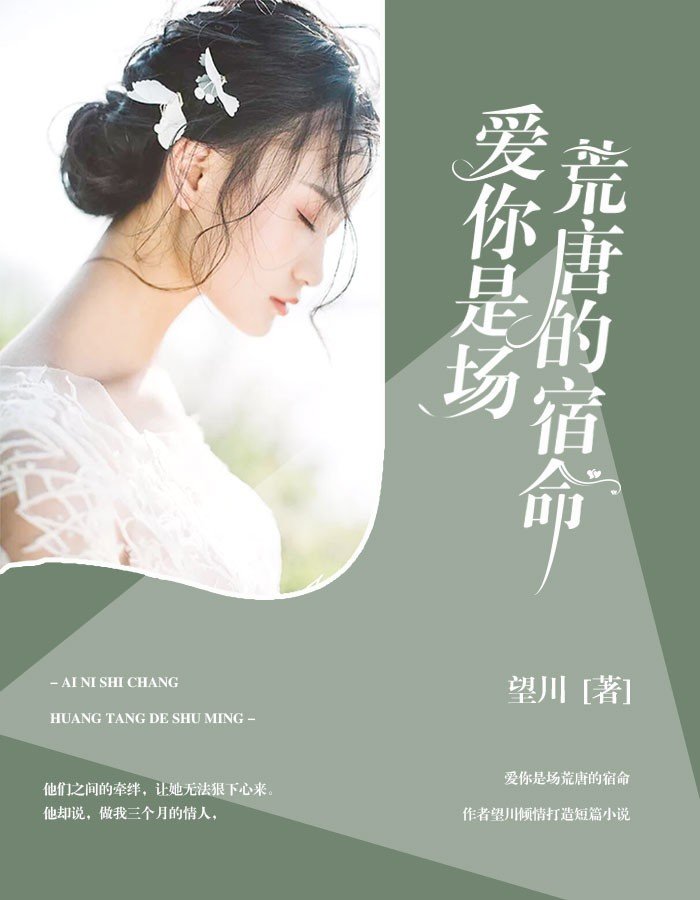 爱你是场
荒唐的宿命
- AI NI SHI CHANG
HUANG TANG DE SHU MING -
望川 [著]
他们之间的牵绊，让她无法狠下心来。
他却说，做我三个月的情人，
爱你是场荒唐的宿命
作者望川倾情打造短篇小说